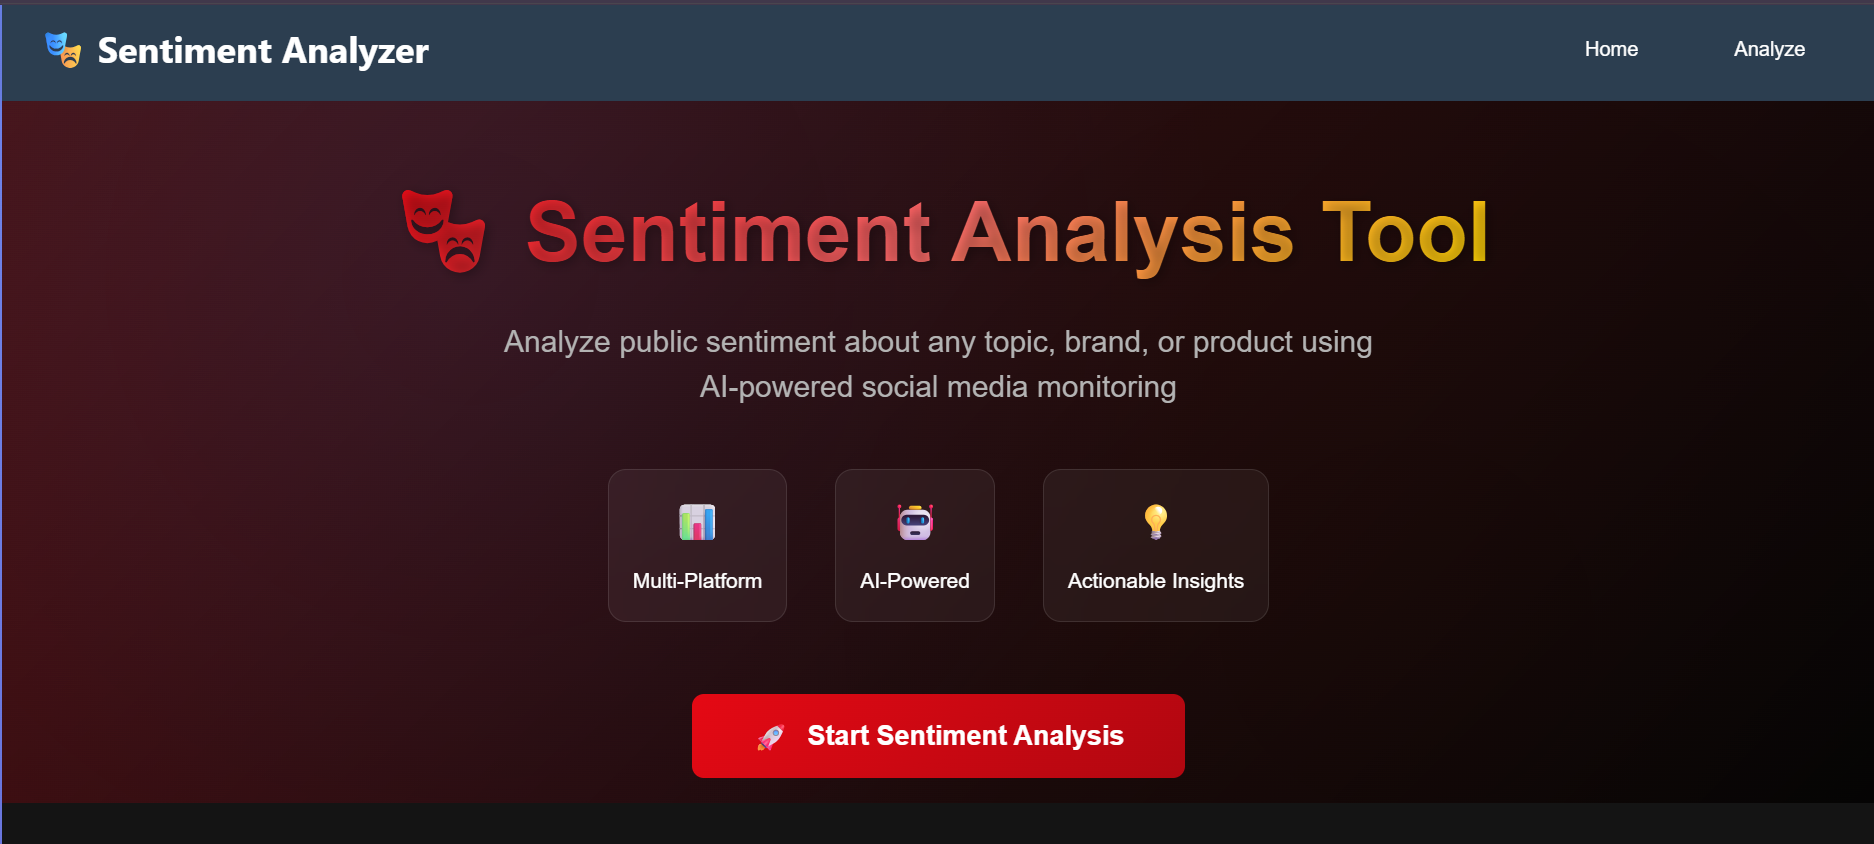 Sentiment Analyzer
Home
Analyze
Sentiment Analysis Tool
Analyze public sentiment about any topic, brand, or product using
AI-powered social media monitoring
Multi-Platform
AI-Powered
Actionable Insights
Start Sentiment Analysis